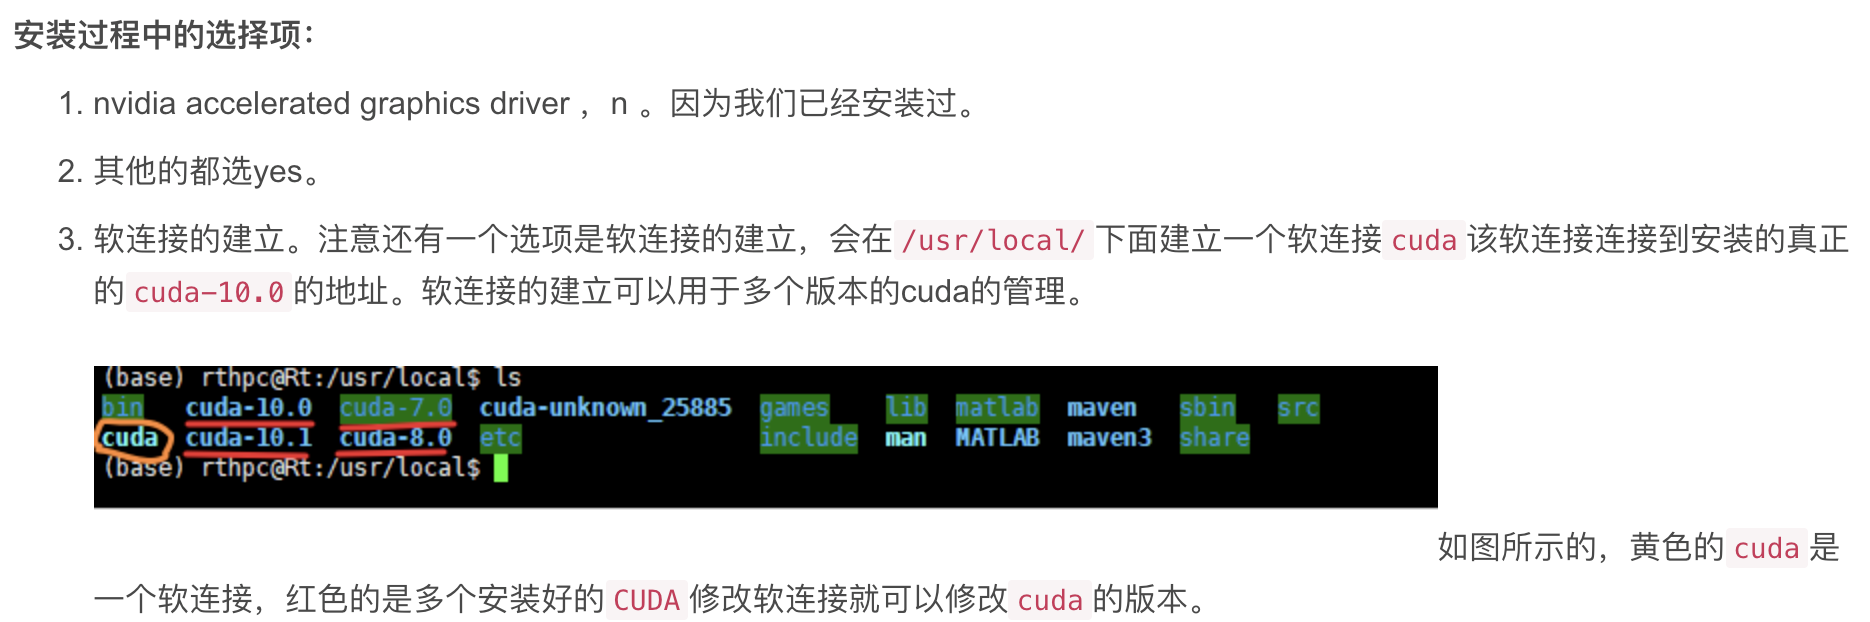 安装过程中的选择项：
1. nvidia accelerated graphics driver ，n 。因为我们已经安装过。
2. 其他的都选yes。
3. 软连接的建立。注意还有一个选项是软连接的建立，会在 /usr/local/ 下面建立一个软连接 cuda 该软连接连接到安装的真正
的 cuda-10.0 的地址。软连接的建立可以用于多个版本的cuda的管理。
(base) rthpc@Rt:/usr/local$ ls
bin cuda-10.0 cuda-7.0 cuda-unknown_25885 games lib matlab maven sbin src
cuda cuda-10.1 cuda-8.0 etc include man MATLAB maven3 share
(base) rthpc@Rt:/usr/local$
如图所示的，黄色的 cuda 是
一个软连接，红色的是多个安装好的 CUDA 修改软连接就可以修改 cuda 的版本。